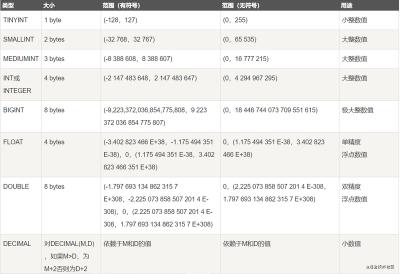 类型 大小 范围（有符号） 范围（无符号） 用途
TINYINT 1 byte (-128，127) (0，255) 小整数值
SMALLINT 2 bytes (-32 768，32 767) (0，65 535) 大整数值
MEDIUMINT 3 bytes (-8 388 608，8 388 607) (0，16 777 215) 大整数值
INT或 4 bytes (-2 147 483 648，2 147 483 647) (0，4 294 967 295) 大整数值
INTEGER
BIGINT 8 bytes (-9,223,372,036,854,775,808，9 223 (0，18 446 744 073 709 551 615) 极大整数值
372 036 854 775 807)
FLOAT 4 bytes (-3.402 823 466 E+38，-1.175 494 351 0，(1.175 494 351 E-38，3.402 823 单精度
E-38)，0，(1.175 494 351 E-38，3.402 466 E+38) 浮点数值
823 466 351 E+38)
DOUBLE 8 bytes (-1.797 693 134 862 315 7 0，(2.225 073 858 507 201 4 E-308， 双精度
E+308，-2.225 073 858 507 201 4 E- 1.797 693 134 862 315 7 E+308) 浮点数值
308)，0，(2.225 073 858 507 201 4 E-
308，1.797 693 134 862 315 7 E+308)
DECIMAL 对DECIMAL(M,D) 依赖于M和D的值 依赖于M和D的值 小数值
，如果M>D，为
M+2否则为D+2